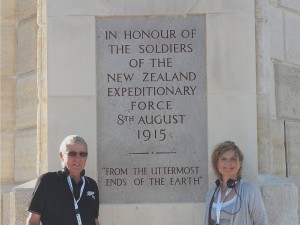 IN HONOUR OF
THE SOLDIERS
OF THE
NEW ZEALAND
EXPEDITIONARY
FORCE
8TH AUGUST
1915
"FROM THE UTTERMOST
ENDS OF THE EARTH"